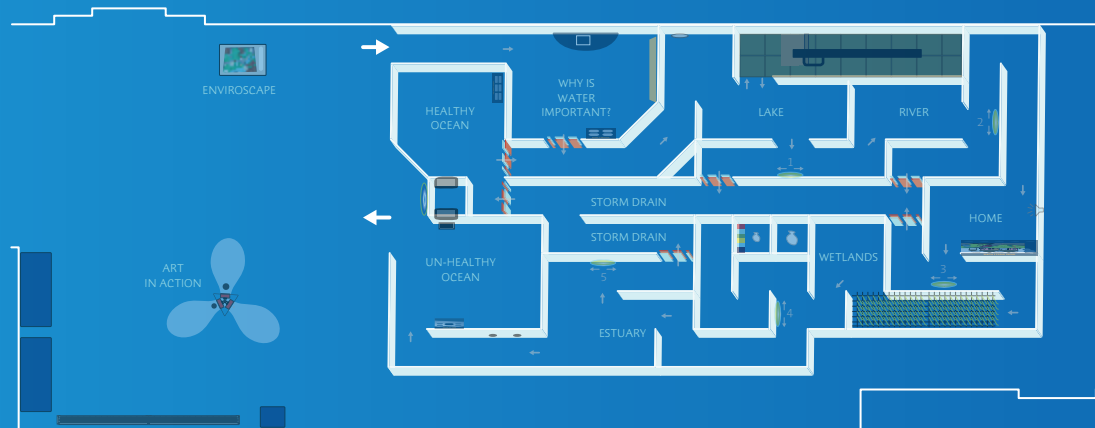 ENVIROSCAPE
WHY IS
WATER
IMPORTANT?
HEALTHY
OCEAN
LAKE
RIVER
2
1
STORM DRAIN
HOME
STORM DRAIN
UN-HEALTHY
OCEAN
WETLANDS
ART
IN ACTION
5
3
4
ESTUARY